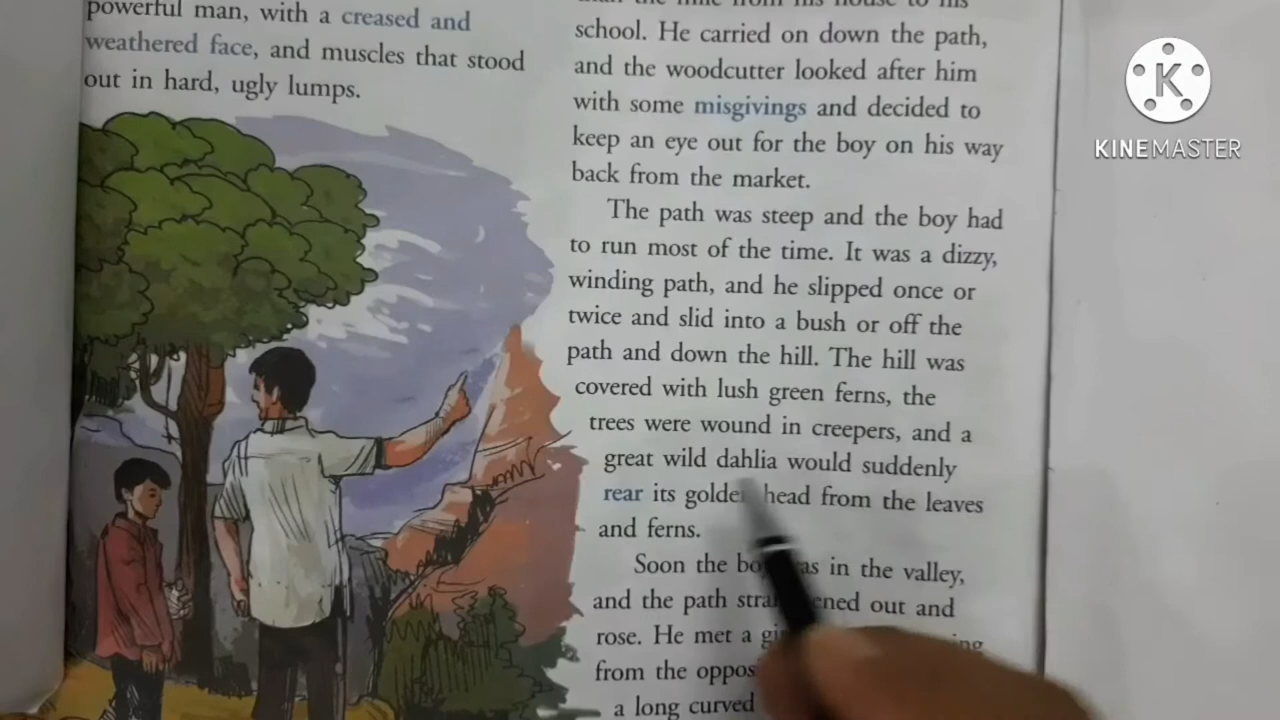 powerful man, with a creased and
weathered face, and muscles that stood
out in hard, ugly lumps.
school. He carried on down the path,
and the woodcutter looked after him
with some misgivings and decided to
keep an eye out for the boy on his way
back from the market.
The path was steep and the boy had
to run most of the time. It was a dizzy,
winding path, and he slipped once or
twice and slid into a bush or off the
path and down the hill. The hill was
covered with lush green ferns, the
trees were wound in creepers, and a
great wild dahlia would suddenly
rear its golden head from the leaves
and ferns.
Soon the boy was in the valley,
and the path straightened out and
rose. He met a
from the
a long curved
KINEMASTER